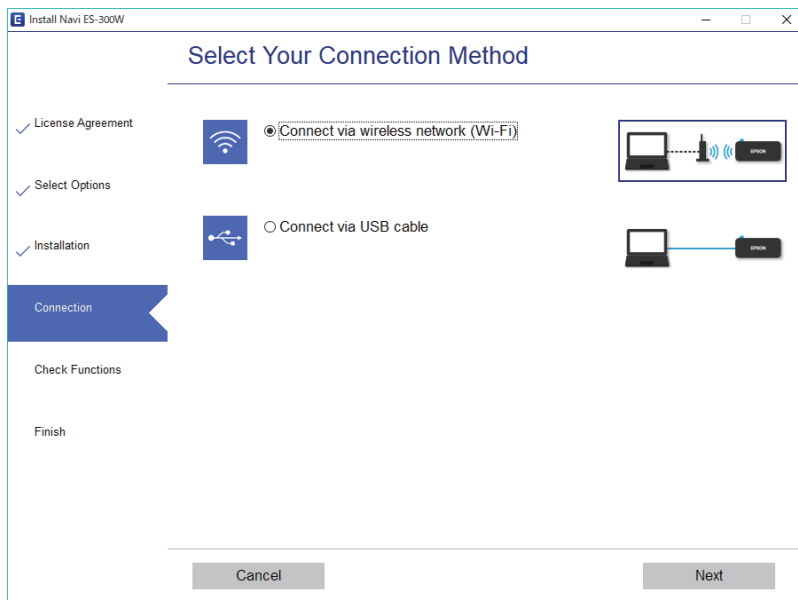 Install Navi ES-300W
Select Your Connection Method
License Agreement
Select Options
Installation
Connection
Check Functions
Finish
Connect via wireless network (Wi-Fi)
EPSON
Connect via USB cable
EPSON
Cancel
Next